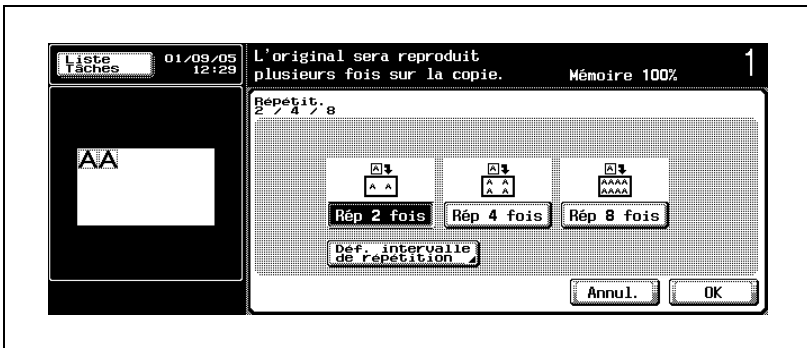 Liste
Tâches
01/09/05
12:29
L'original sera reproduit
plusieurs fois sur la copie.
Mémoire 100%
1
Répétit.
2 / 4 / 8
AA
A
A A
A
A A
A A
A
AAAA
AAAA
Rép 2 fois
Rép 4 fois
Rép 8 fois
Déf. intervalle
de répétition
Annul.
OK